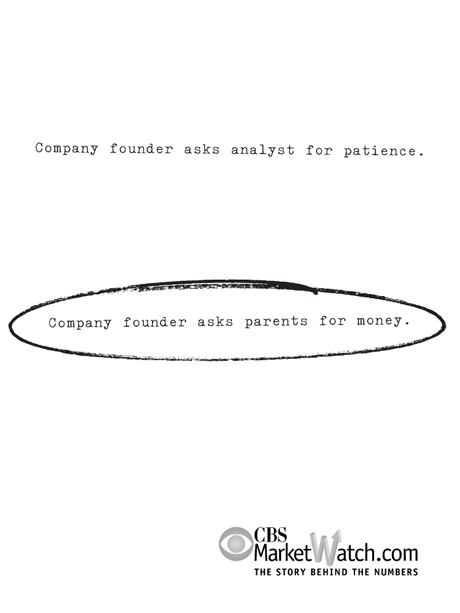 Company founder asks analyst for patience.
Company founder asks parents for money.
CBS
MarketWatch.com
THE STORY BEHIND THE NUMBERS